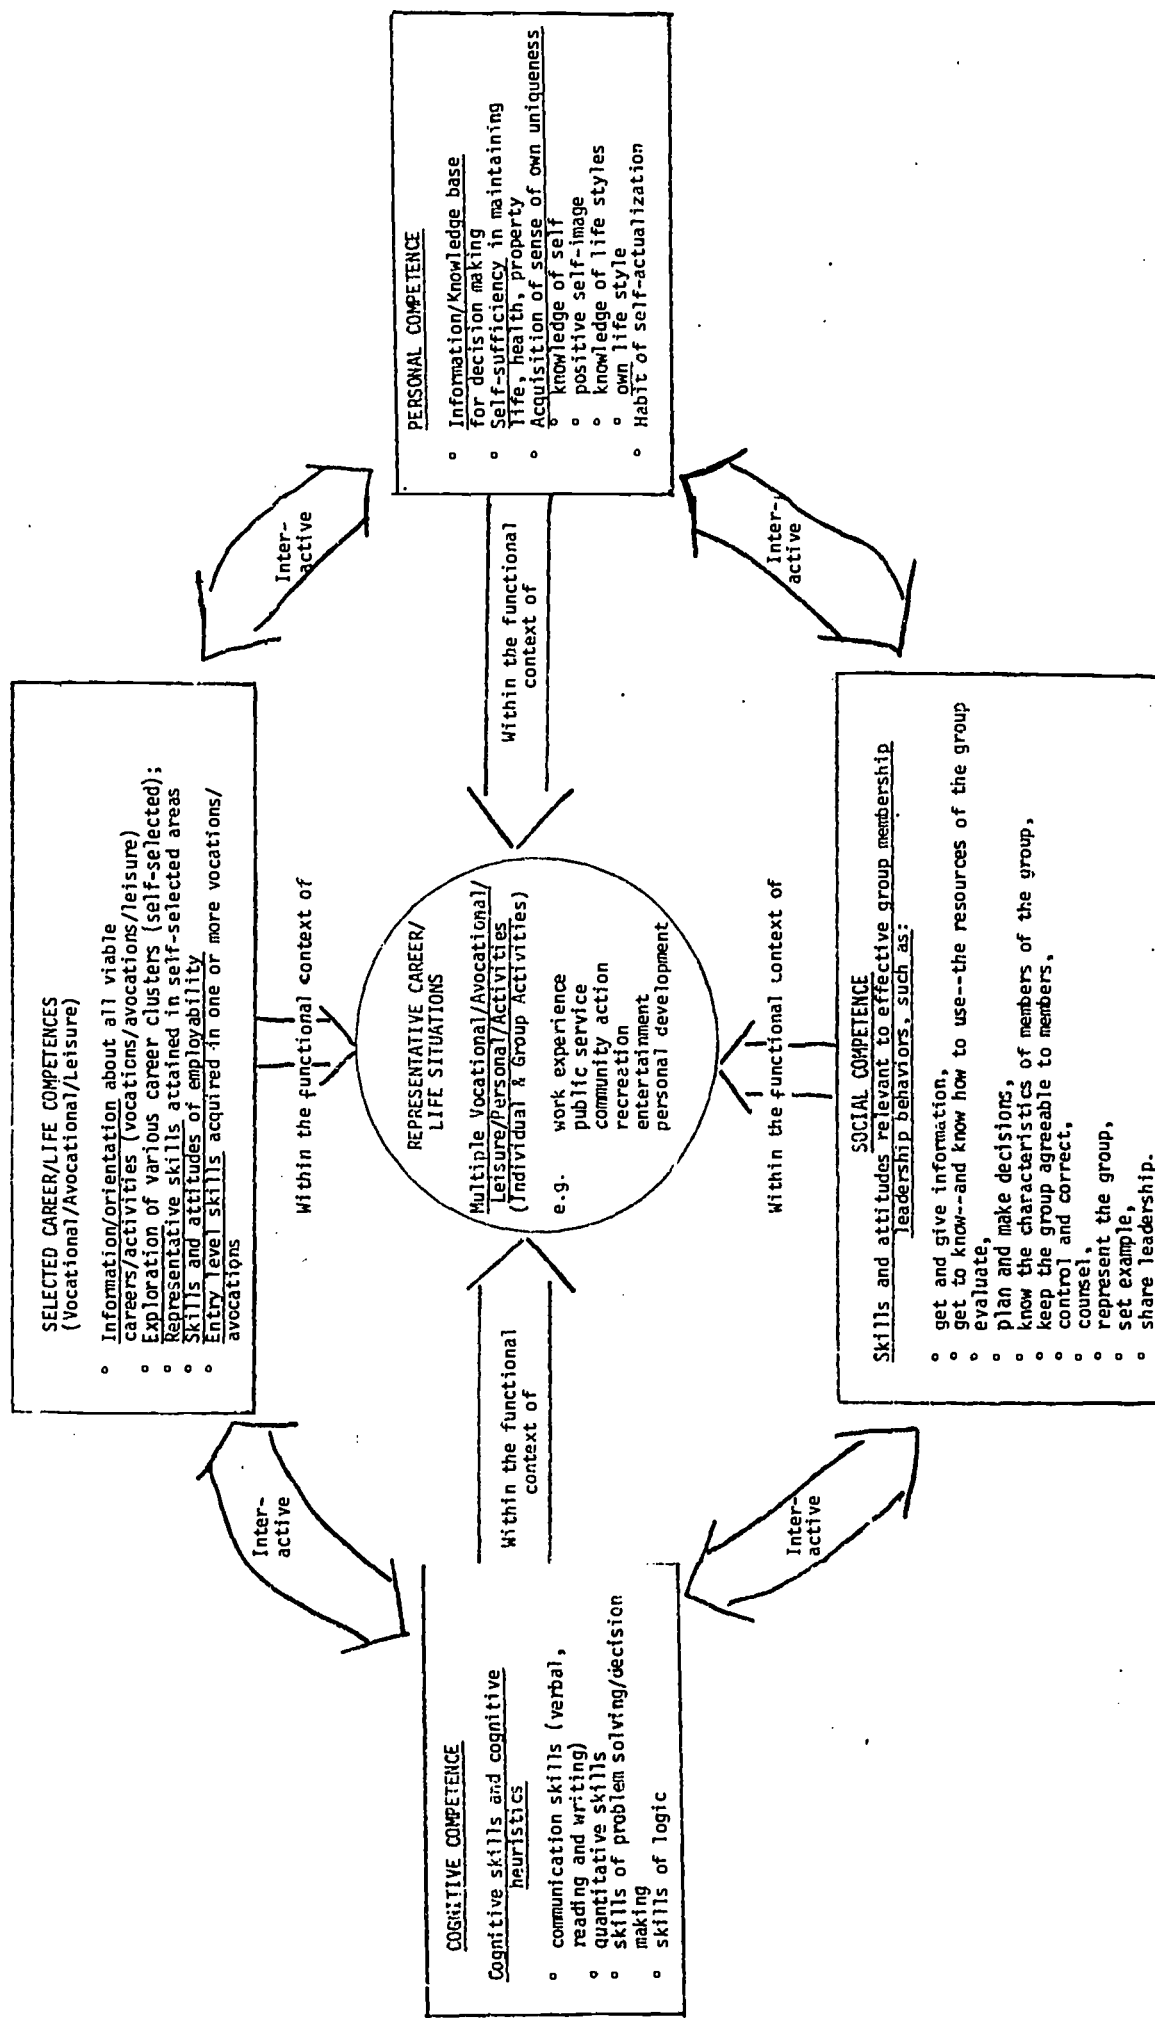 SELECTED CAREER/LIFE COMPETENCES
(Vocational/Avocational/Leisure)
° Information/orientation about all viable
careers/activities (vocations/avocations/leisure)
° Exploration of various career clusters (self-selected);
° Representative skills attained in self-selected areas
° Skills and attitudes of employability
° Entry level skills acquired in one or more vocations/
avocations
Inter-
active
Inter-
active
Within the functional context of
COGNITIVE COMPETENCE
Cognitive skills and cognitive
heuristics
° communication skills (verbal,
reading and writing)
° quantitative skills
° skills of problem solving/decision
making
° skills of logic
Within the functional
context of
REPRESENTATIVE CAREER/
LIFE SITUATIONS
Multiple Vocational/Avocational/
Leisure/Personal/Activities
(Individual & Group Activities)
e.g. work experience
public service
community action
recreation
entertainment
personal development
Within the functional
context of
PERSONAL COMPETENCE
° Information/Knowledge base
for decision making
° Self-sufficiency in maintaining
life, health, property
° Acquisition of sense of own uniqueness
° knowledge of self
° positive self-image
° knowledge of life styles
° own life style
° Habit of self-actualization
Within the functional context of
Inter-
active
Inter-
active
SOCIAL COMPETENCE
Skills and attitudes relevant to effective group membership
leadership behaviors, such as:
° get and give information,
° get to know--and know how to use--the resources of the group
° evaluate,
° plan and make decisions,
° know the characteristics of members of the group,
° keep the group agreeable to members,
° control and correct,
° counsel,
° represent the group,
° set example,
° share leadership.